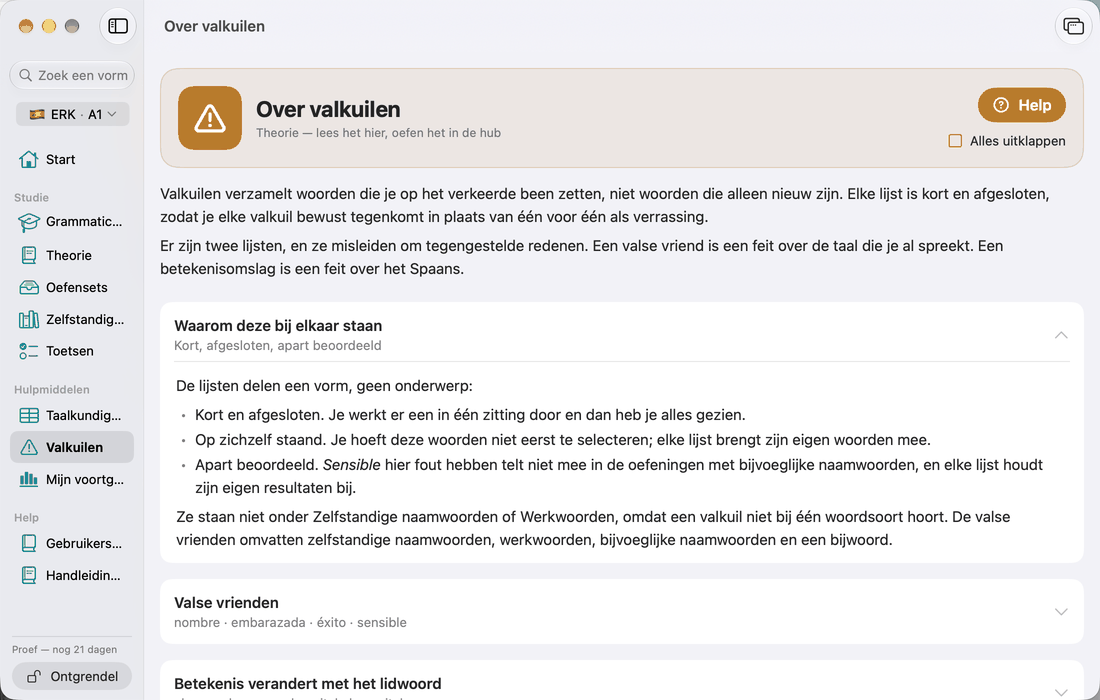 Over valkuilen
Zoek een vorm
ERK · A1
Start
Studie
Grammatic...
Theorie
Oefensets
Zelfstandig...
Toetsen
Hulpmiddelen
Taalkundig...
Valkuilen
Mijn voortg...
Help
Gebruikers...
Handleidin...
Proef — nog 21 dagen
Ontgrendel
Over valkuilen
Theorie — lees het hier, oefen het in de hub
Help
Alles uitklappen
Valkuilen verzamelt woorden die je op het verkeerde been zetten, niet woorden die alleen nieuw zijn. Elke lijst is kort en afgesloten,
zodat je elke valkuil bewust tegenkomt in plaats van één voor één als verrassing.
Er zijn twee lijsten, en ze misleiden om tegengestelde redenen. Een valse vriend is een feit over de taal die je al spreekt. Een
betekenisomslag is een feit over het Spaans.
Waarom deze bij elkaar staan
Kort, afgesloten, apart beoordeeld
De lijsten delen een vorm, geen onderwerp:
• Kort en afgesloten. Je werkt er een in één zitting door en dan heb je alles gezien.
• Op zichzelf staand. Je hoeft deze woorden niet eerst te selecteren; elke lijst brengt zijn eigen woorden mee.
• Apart beoordeeld. Sensible hier fout hebben telt niet mee in de oefeningen met bijvoeglijke naamwoorden, en elke lijst houdt
zijn eigen resultaten bij.
Ze staan niet onder Zelfstandige naamwoorden of Werkwoorden, omdat een valkuil niet bij één woordsoort hoort. De valse
vrienden omvatten zelfstandige naamwoorden, werkwoorden, bijvoeglijke naamwoorden en een bijwoord.
Valse vrienden
nombre · embarazada · éxito · sensible
Betekenis verandert met het lidwoord